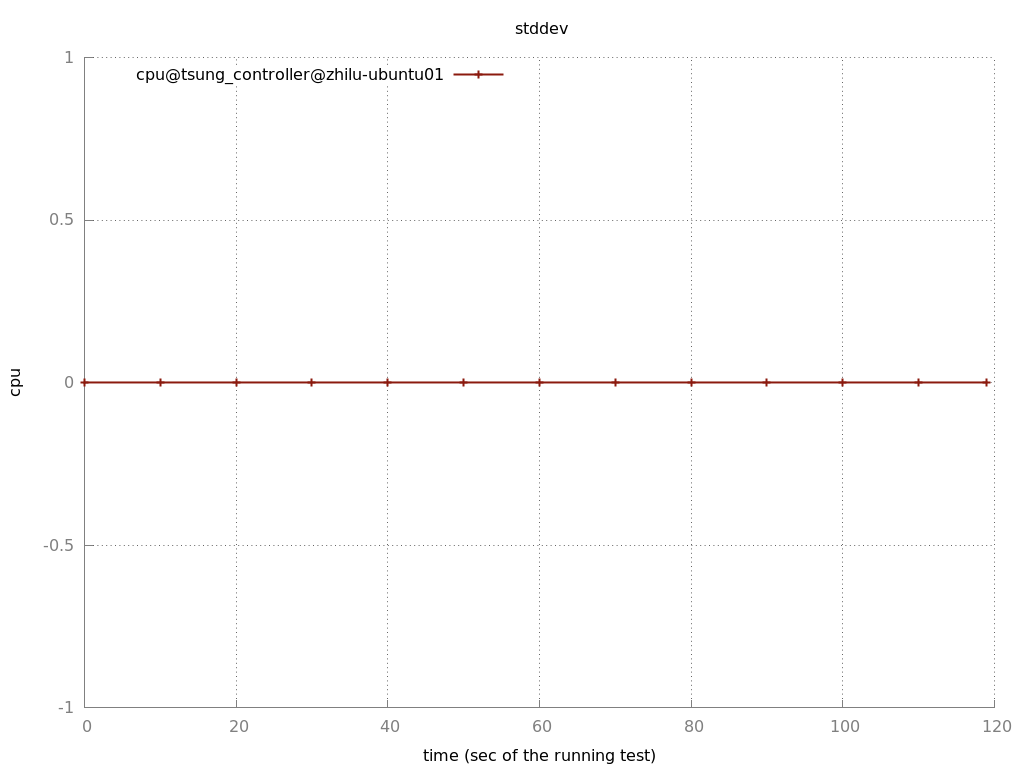 stddev
cpu@tsung_controller@zhilu-ubuntu01
1
0.5
0
-0.5
-1
cpu
0 20 40 60 80 100 120
time (sec of the running test)